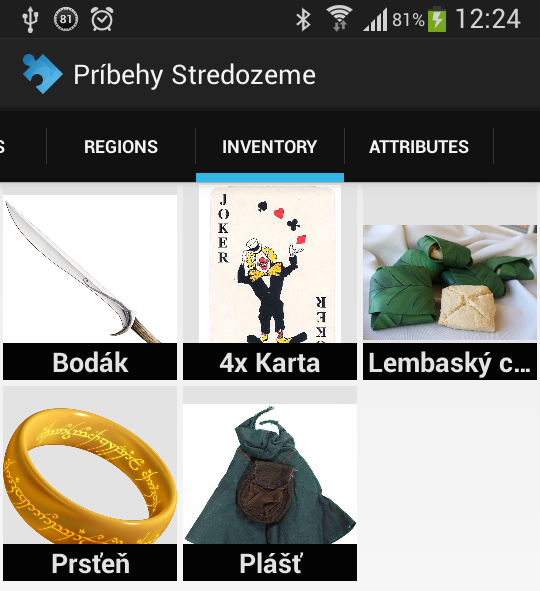 81 81% 12:24
Príbehy Stredozeme
S REGIONS INVENTORY ATTRIBUTES
JOKER
JOKER
Bodák
4x Karta
Lembaský c...
Prsteň
Plášť